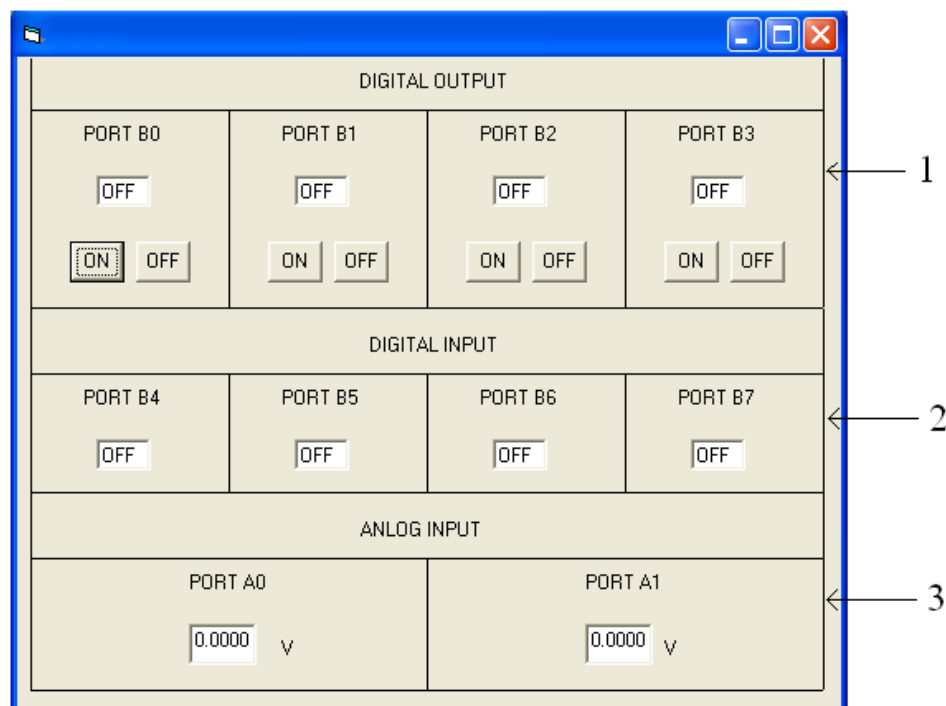 DIGITAL OUTPUT
PORT B0 PORT B1 PORT B2 PORT B3
1
OFF OFF OFF OFF
ON OFF ON OFF ON OFF ON OFF
DIGITAL INPUT
PORT B4 PORT B5 PORT B6 PORT B7
2
OFF OFF OFF OFF
ANLOG INPUT
PORT A0 PORT A1
3
0.0000 V 0.0000 V